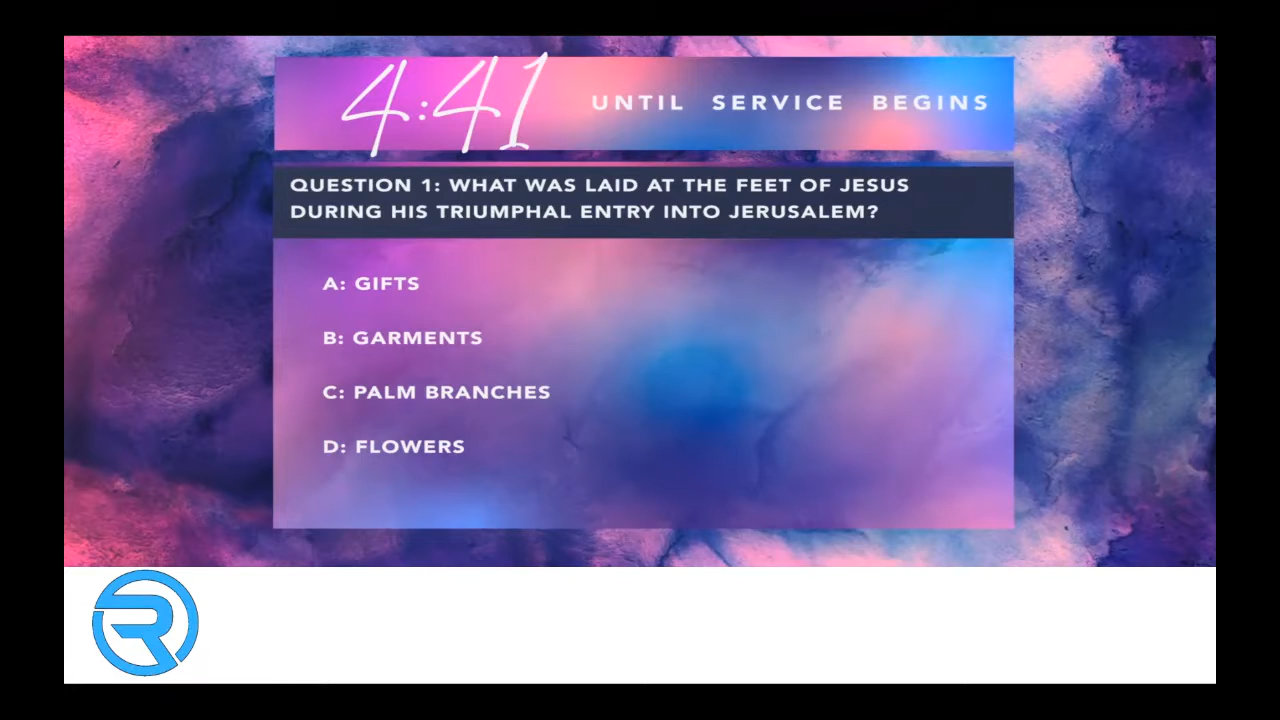 4:41 UNTIL SERVICE BEGINS
QUESTION 1: WHAT WAS LAID AT THE FEET OF JESUS
DURING HIS TRIUMPHAL ENTRY INTO JERUSALEM?
A: GIFTS
B: GARMENTS
C: PALM BRANCHES
D: FLOWERS
R